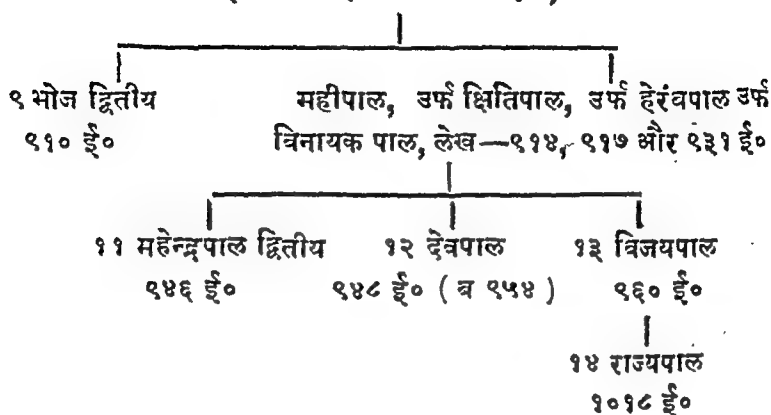 ९ भोज द्वितीय महीपाल, उर्फ क्षितिपाल, उर्फ हेरंवपाल उर्फ
९१० ई० विनायक पाल, लेख—९१४, ९१७ और ९३१ ई०
११ महेन्द्रपाल द्वितीय १२ देवपाल १३ विजयपाल
९४६ ई० ९४८ ई० ( व ९५४ ) ९६० ई०
१४ राज्यपाल
१०१८ ई०